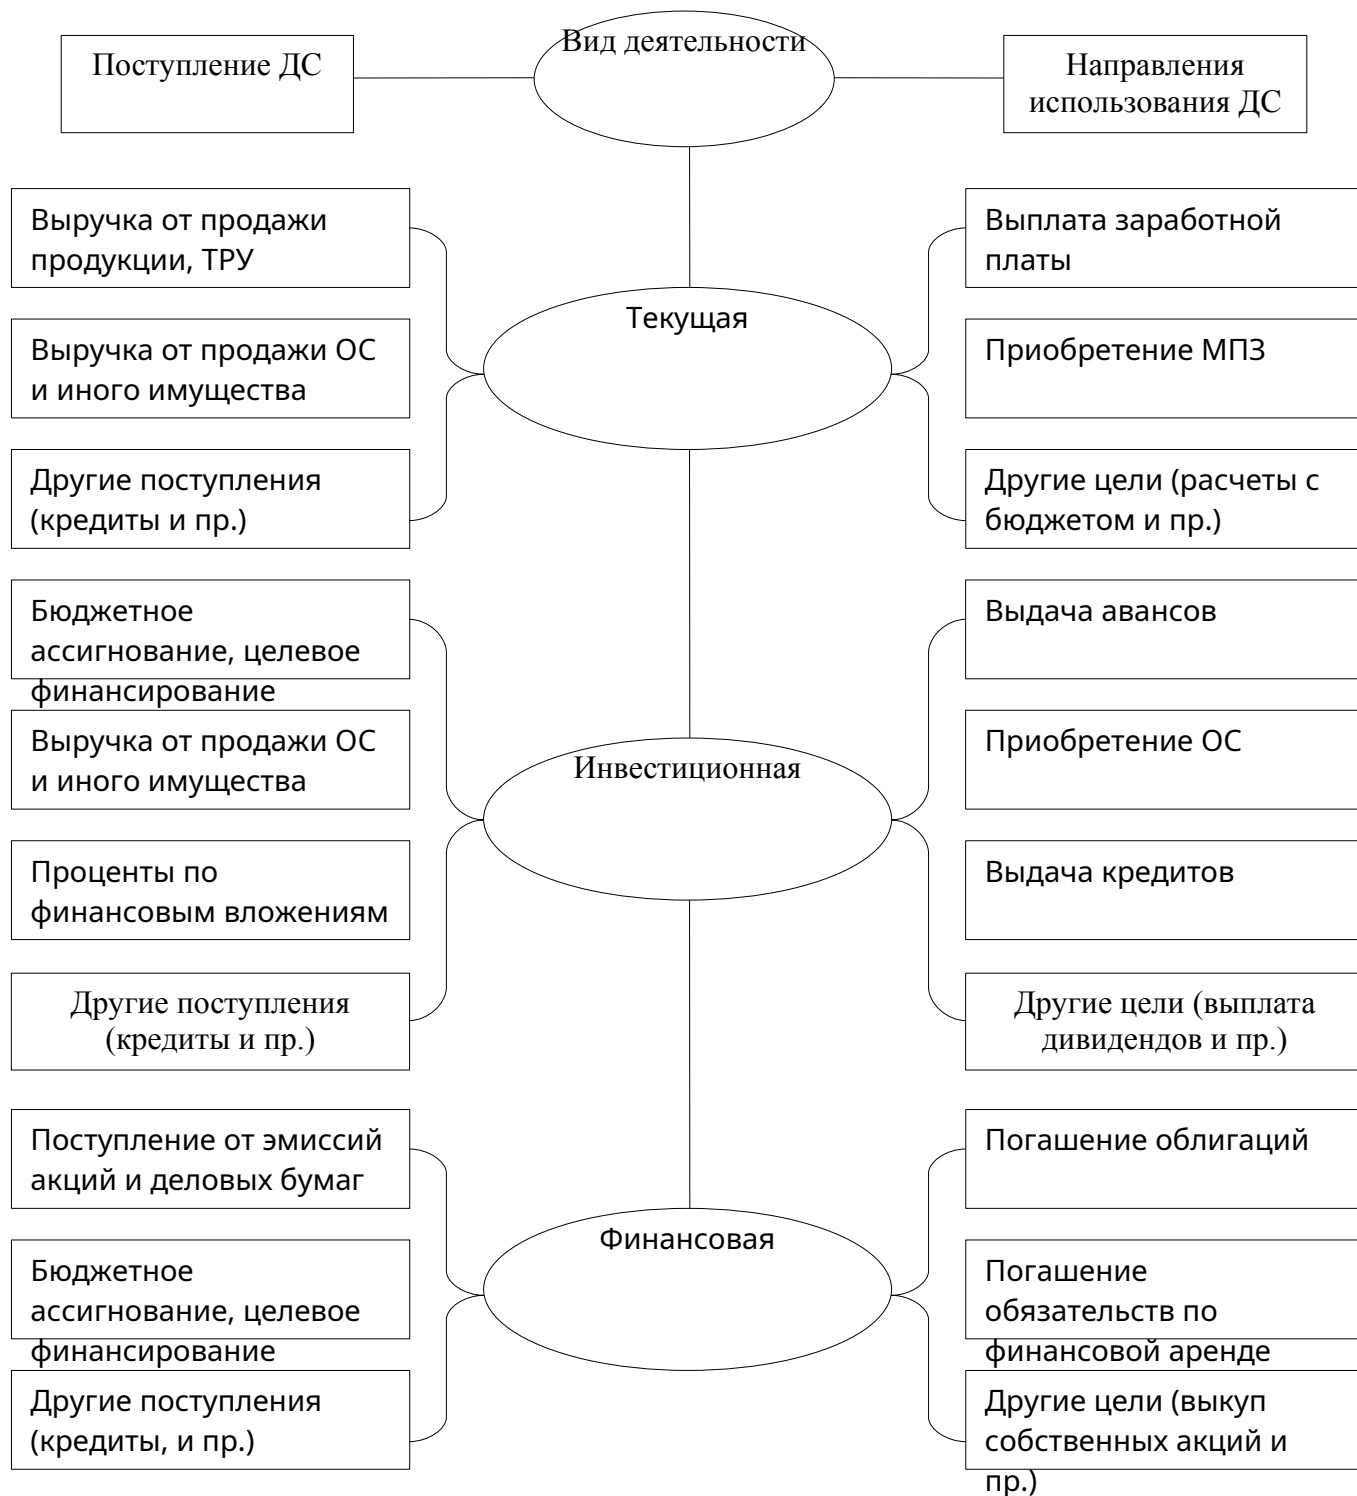 Поступление ДС
Вид деятельности
Направления
использования ДС
Выручка от продажи
продукции, ТРУ
Выручка от продажи ОС
и иного имущества
Другие поступления
(кредиты и пр.)
Текущая
Выплата заработной
платы
Приобретение МПЗ
Другие цели (расчеты с
бюджетом и пр.)
Бюджетное
ассигнование, целевое
финансирование
Выручка от продажи ОС
и иного имущества
Проценты по
финансовым вложениям
Другие поступления
(кредиты и пр.)
Инвестиционная
Выдача авансов
Приобретение ОС
Выдача кредитов
Другие цели (выплата
дивидендов и пр.)
Поступление от эмиссий
акций и деловых бумаг
Бюджетное
ассигнование, целевое
финансирование
Другие поступления
(кредиты, и пр.)
Финансовая
Погашение облигаций
Погашение
обязательств по
финансовой аренде
Другие цели (выкуп
собственных акций и
пр.)